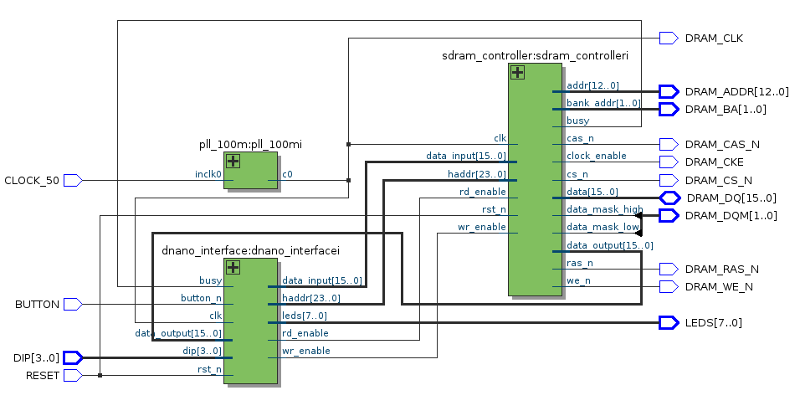 DRAM_CLK
sdram_controller:sdram_controlleri
addr[12..0]
DRAM_ADDR[12..0]
bank_addr[1..0]
DRAM_BA[1..0]
busy
clk
cas_n
DRAM_CAS_N
pll_100m:pll_100mi
data_input[15..0]
clock_enable
DRAM_CKE
CLOCK_50
inclk0
c0
haddr[23..0]
cs_n
DRAM_CS_N
rd_enable
data[15..0]
DRAM_DQ[15..0]
rst_n
data_mask_high
DRAM_DQM[1..0]
wr_enable
data_mask_low
dnano_interface:dnano_interfacei
data_output[15..0]
ras_n
DRAM_RAS_N
busy
data_input[15..0]
we_n
DRAM_WE_N
BUTTON
button_n
haddr[23..0]
clk
leds[7..0]
LEDS[7..0]
data_output[15..0]
rd_enable
DIP[3..0]
dip[3..0]
wr_enable
RESET
rst_n